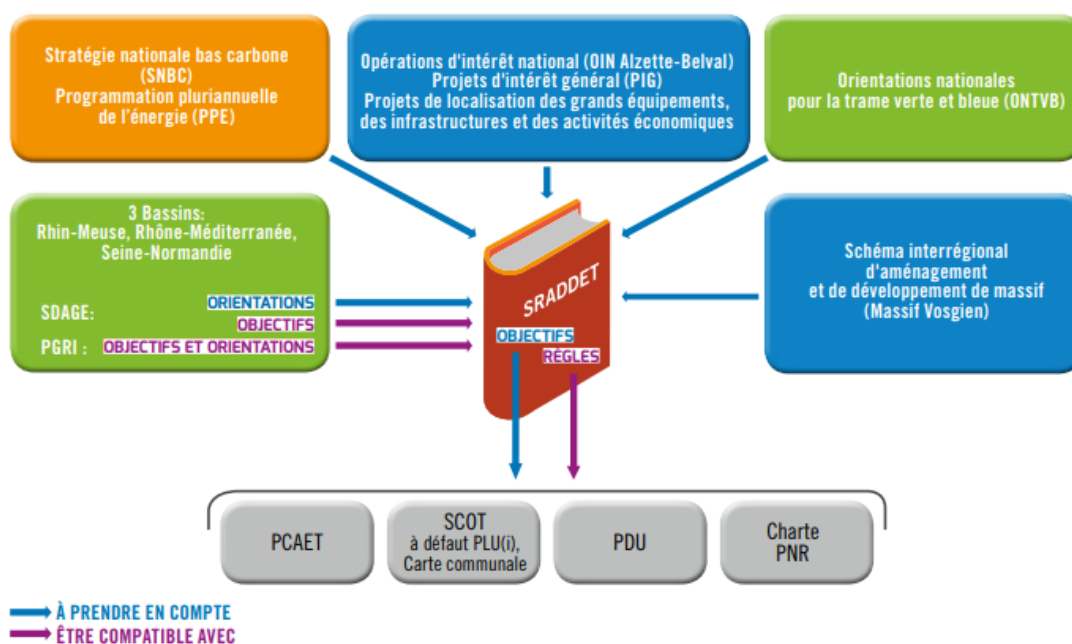 Stratégie nationale bas carbone
(SNBC)
Programmation pluriannuelle
de l'énergie (PPE)
Opérations d'intérêt national (OIN Alzette-Belval)
Projets d'intérêt général (PIG)
Projets de localisation des grands équipements,
des infrastructures et des activités économiques
Orientations nationales
pour la trame verte et bleue (ONTVB)
3 Bassins:
Rhin-Meuse, Rhône-Méditerranée,
Seine-Normandie
SDAGE: ORIENTATIONS
OBJECTIFS
PGRI : OBJECTIFS ET ORIENTATIONS
SRADDET
OBJECTIFS
RÈGLES
Schéma interrégional
d'aménagement
et de développement de massif
(Massif Vosgien)
PCAET
SCOT
à défaut PLU(i),
Carte communale
PDU
Charte
PNR
À PRENDRE EN COMPTE
ÊTRE COMPATIBLE AVEC